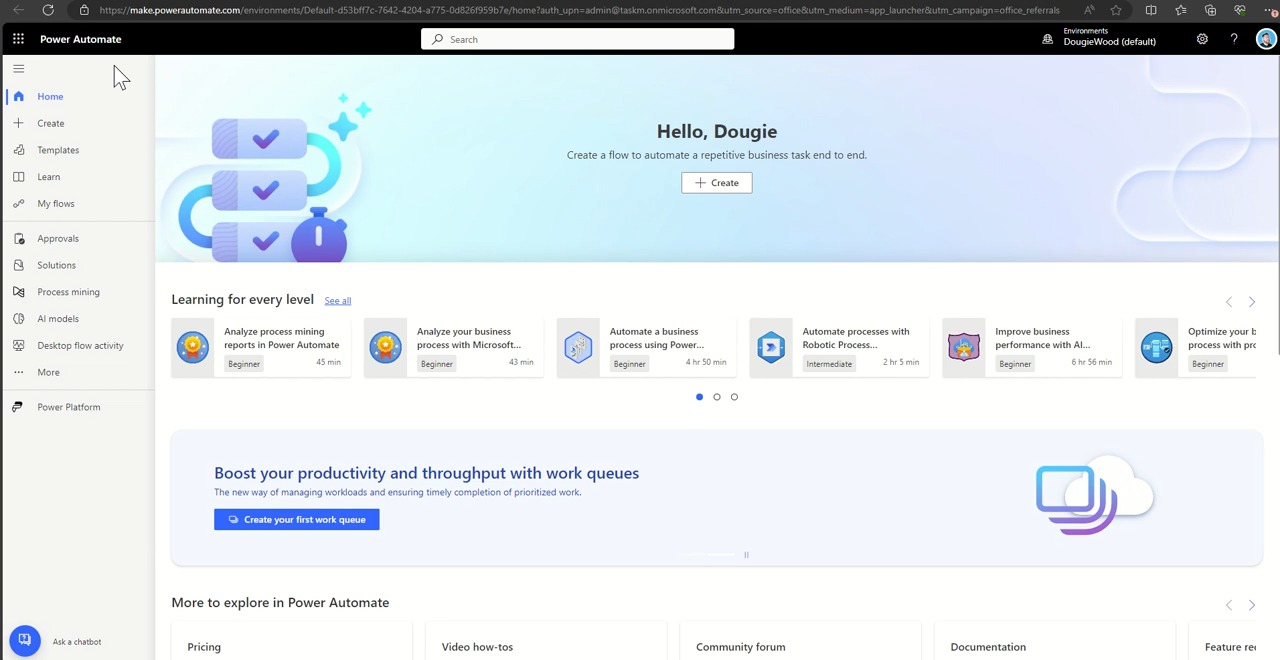 https://make.powerautomate.com/environments/Default-d53bff7c-7642-4204-a775-0d826f959b7e/home?auth_upn=admin@taskm.onmicrosoft.com&utm_source=office&utm_medium=app_launcher&utm_campaign=office_referrals
Power Automate
Search
Environments
DougieWood (default)
Home
Create
Templates
Learn
My flows
Approvals
Solutions
Process mining
AI models
Desktop flow activity
More
Power Platform
Ask a chatbot
Hello, Dougie
Create a flow to automate a repetitive business task end to end.
Create
Learning for every level See all
Analyze process mining
reports in Power Automate
Beginner 45 min
Analyze your business
process with Microsoft...
Beginner 43 min
Automate a business
process using Power...
Beginner 4 hr 50 min
Automate processes with
Robotic Process...
Intermediate 2 hr 5 min
Improve business
performance with AI...
Beginner 6 hr 56 min
Optimize your b
process with pro
Beginner
Boost your productivity and throughput with work queues
The new way of managing workloads and ensuring timely completion of prioritized work.
Create your first work queue
More to explore in Power Automate
Pricing
Video how-tos
Community forum
Documentation
Feature rec